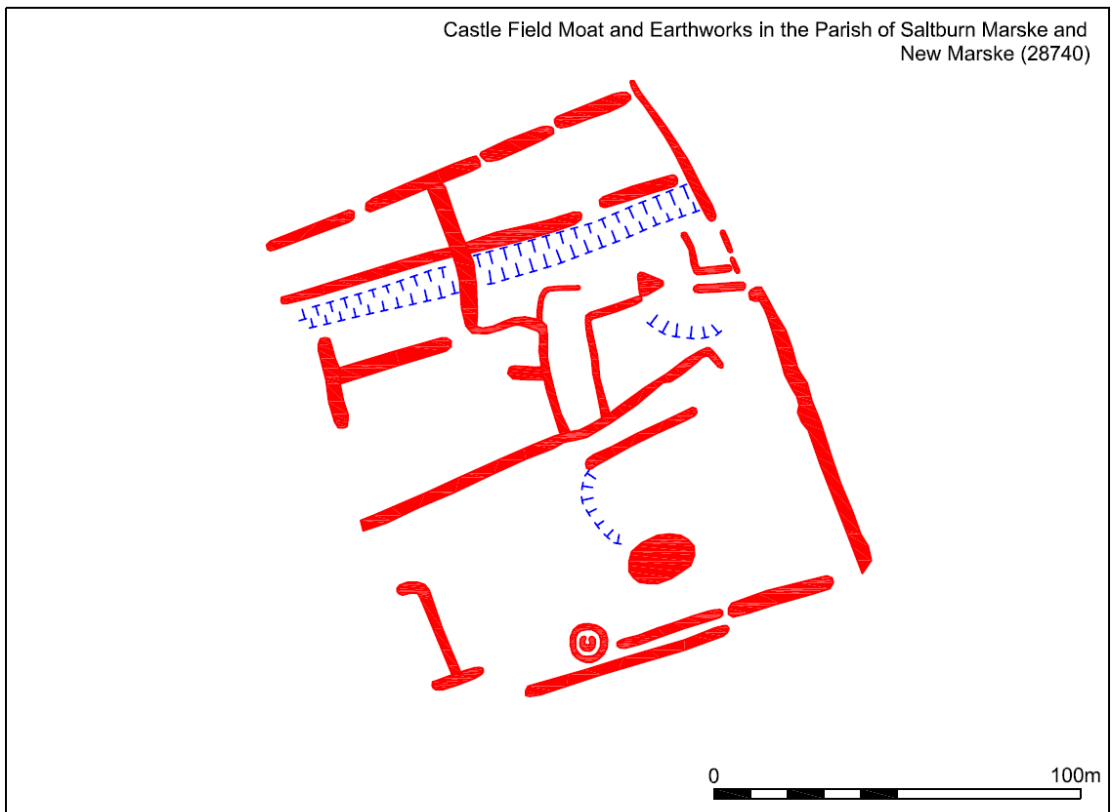 Castle Field Moat and Earthworks in the Parish of Saltburn Marske and
New Marske (28740)
0 100m